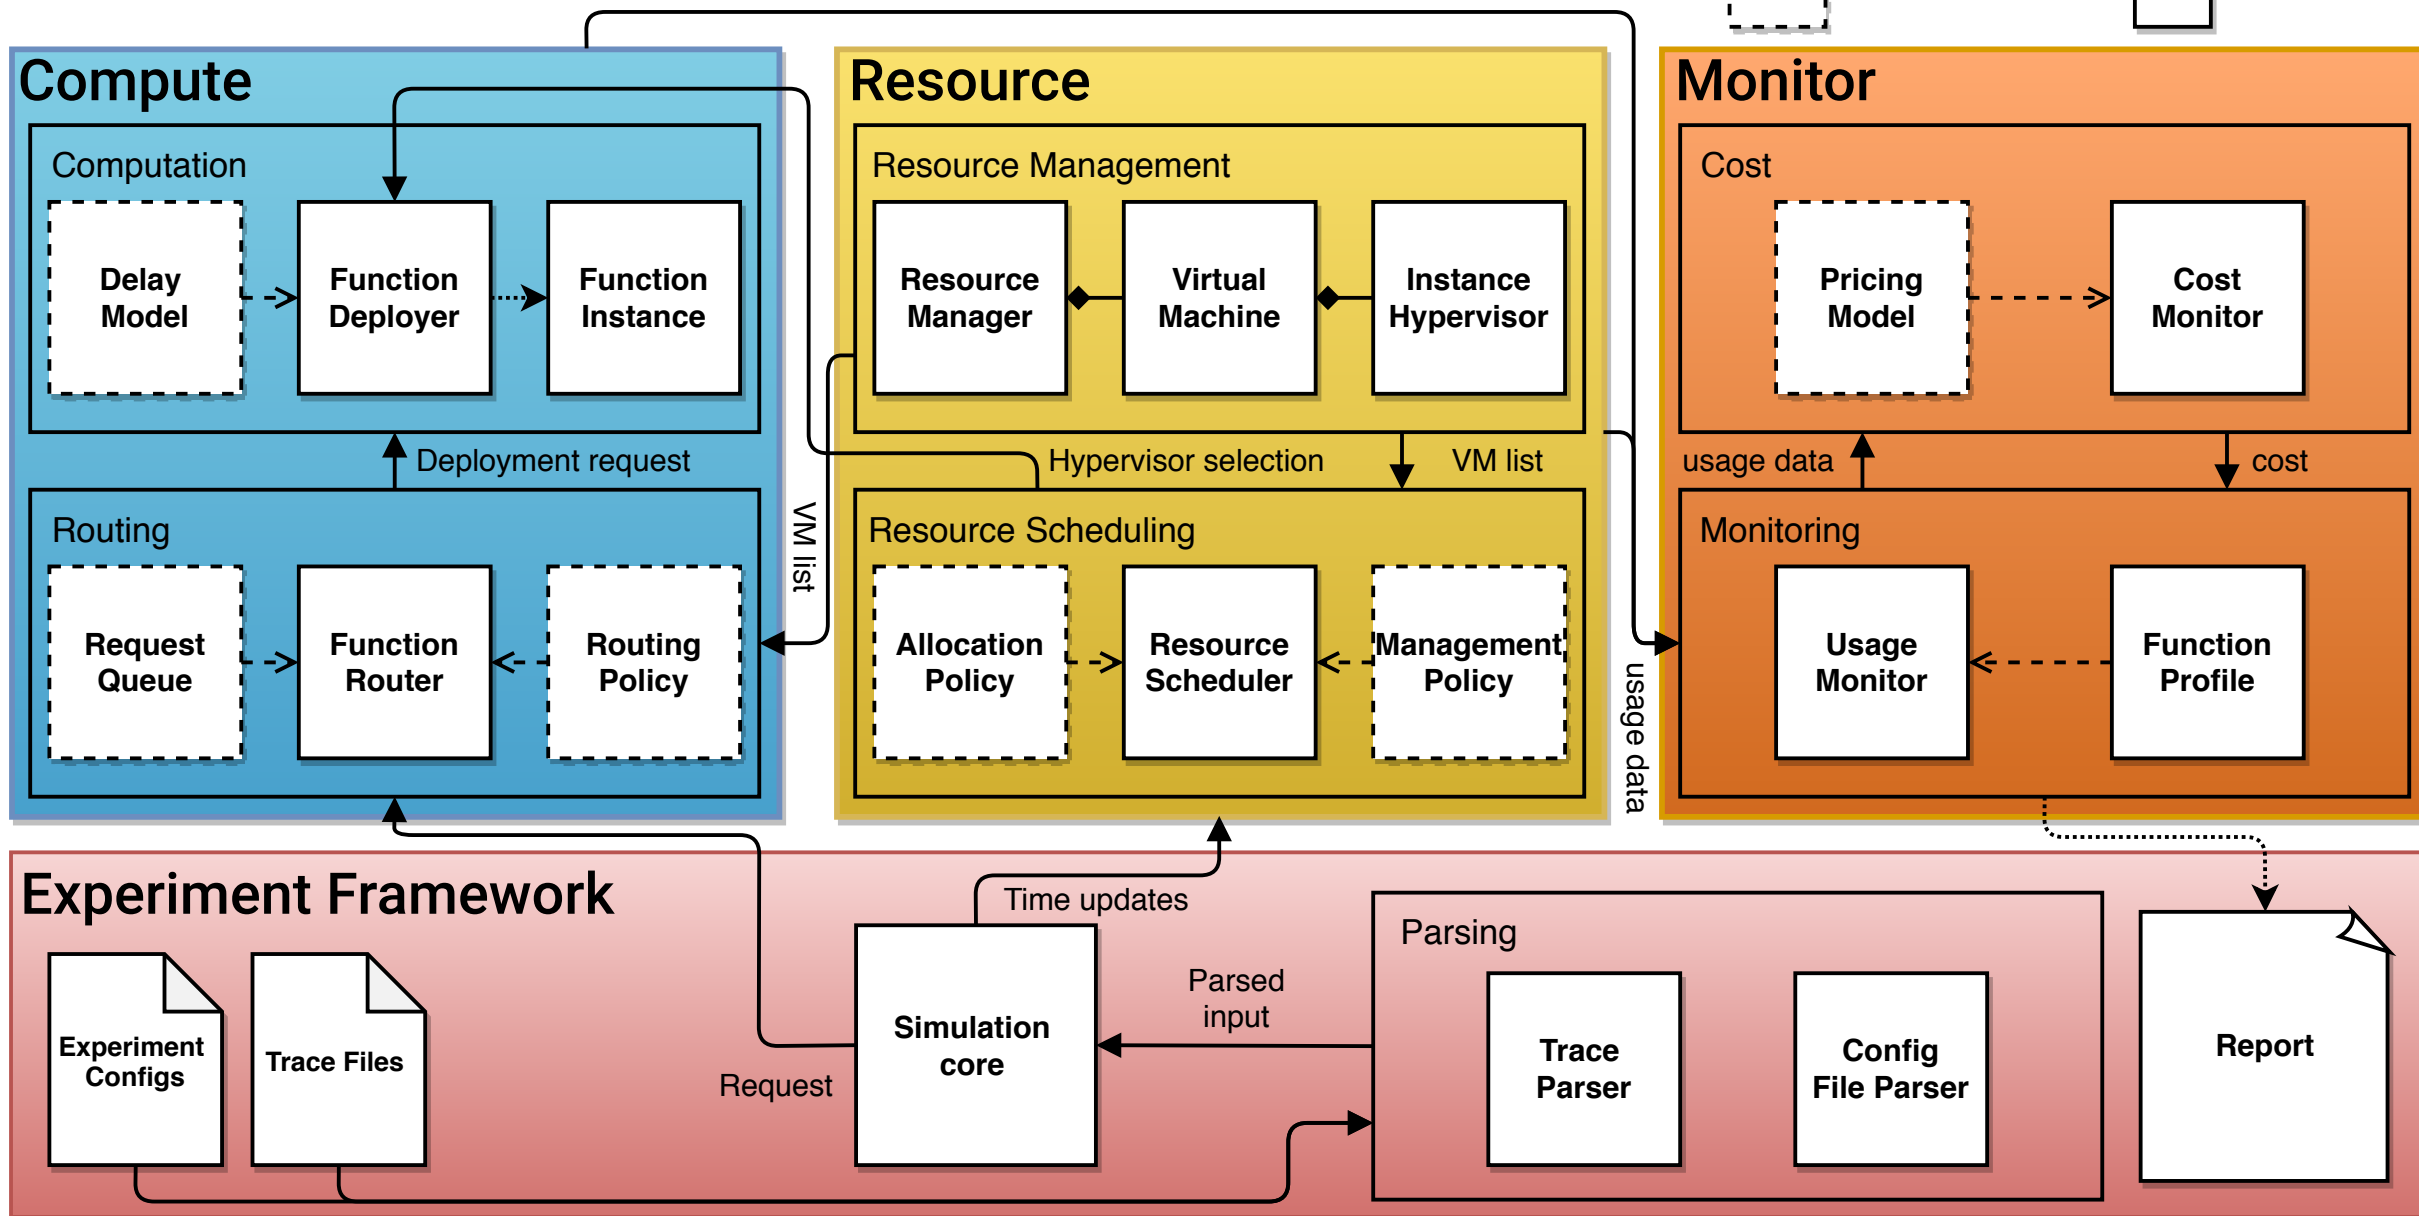 Compute
Computation
Delay
Model
Function
Deployer
Function
Instance
Deployment request
Routing
Request
Queue
Function
Router
Routing
Policy
VM list
Resource
Resource Management
Resource
Manager
Virtual
Machine
Instance
Hypervisor
Hypervisor selection
VM list
Resource Scheduling
Allocation
Policy
Resource
Scheduler
Management
Policy
usage data
Monitor
Cost
Pricing
Model
Cost
Monitor
usage data
cost
Monitoring
Usage
Monitor
Function
Profile
Experiment Framework
Experiment
Configs
Trace Files
Request
Simulation
core
Time updates
Parsed
input
Parsing
Trace
Parser
Config
File Parser
Report